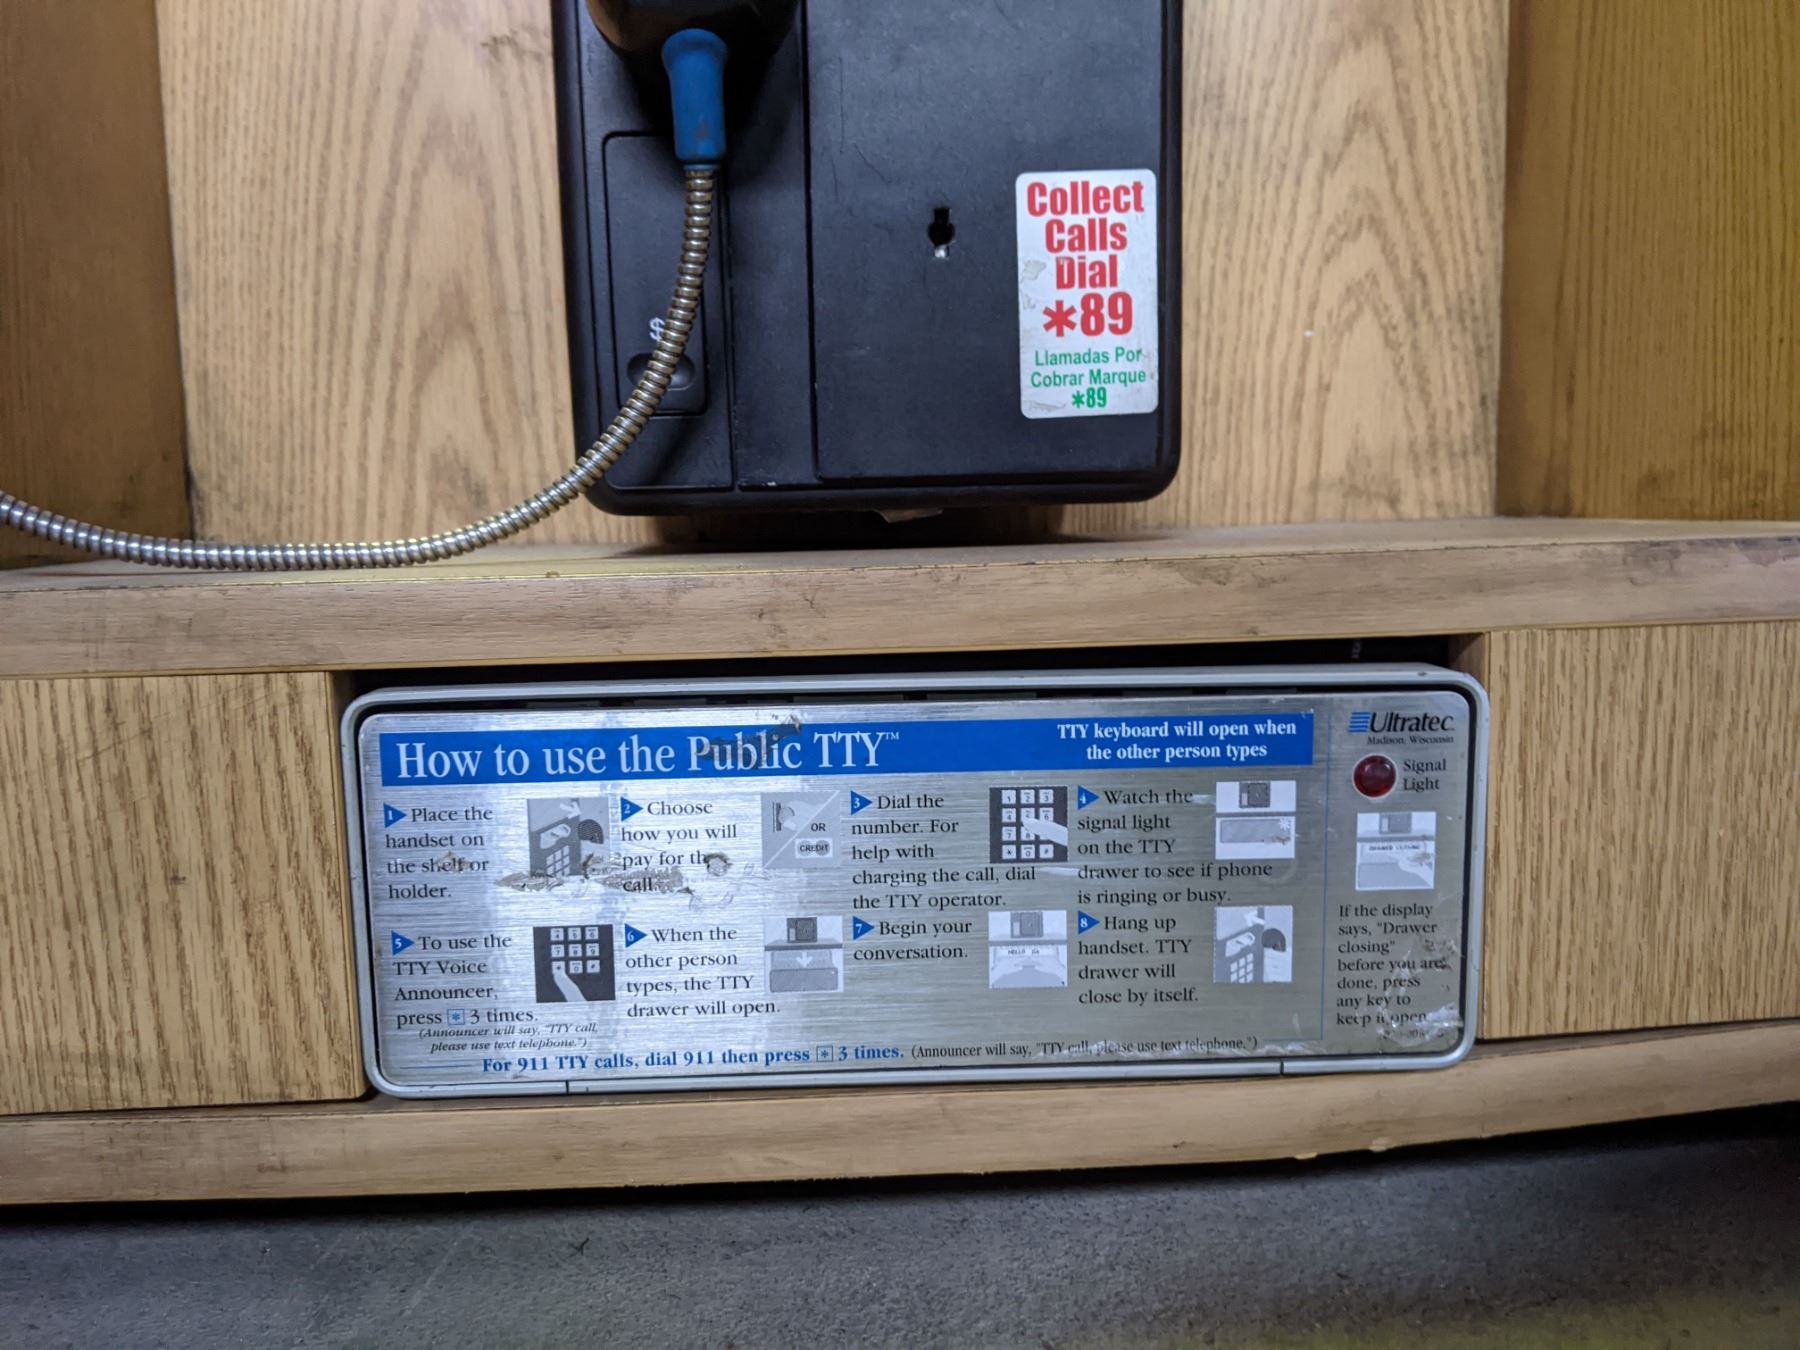 $
Collect
Calls
Dial
*89
Llamadas Por
Cobrar Marque
*89
How to use the Public TTY™
TTY keyboard will open when
the other person types
Ultratec
Madison, Wisconsin
Signal
Light
1 Place the
handset on
the shelf or
holder.
2 Choose
how you will
pay for the
call.
OR
CREDIT
3 Dial the
number. For
help with
charging the call, dial
the TTY operator.
4 Watch the
signal light
on the TTY
drawer to see if phone
is ringing or busy.
5 To use the
TTY Voice
Announcer,
press * 3 times.
(Announcer will say, "TTY call,
please use text telephone.")
6 When the
other person
types, the TTY
drawer will open.
7 Begin your
conversation.
8 Hang up
handset. TTY
drawer will
close by itself.
If the display
says, "Drawer
closing"
before you are
done, press
any key to
keep it open.
For 911 TTY calls, dial 911 then press * 3 times. (Announcer will say, "TTY call, please use text telephone.")